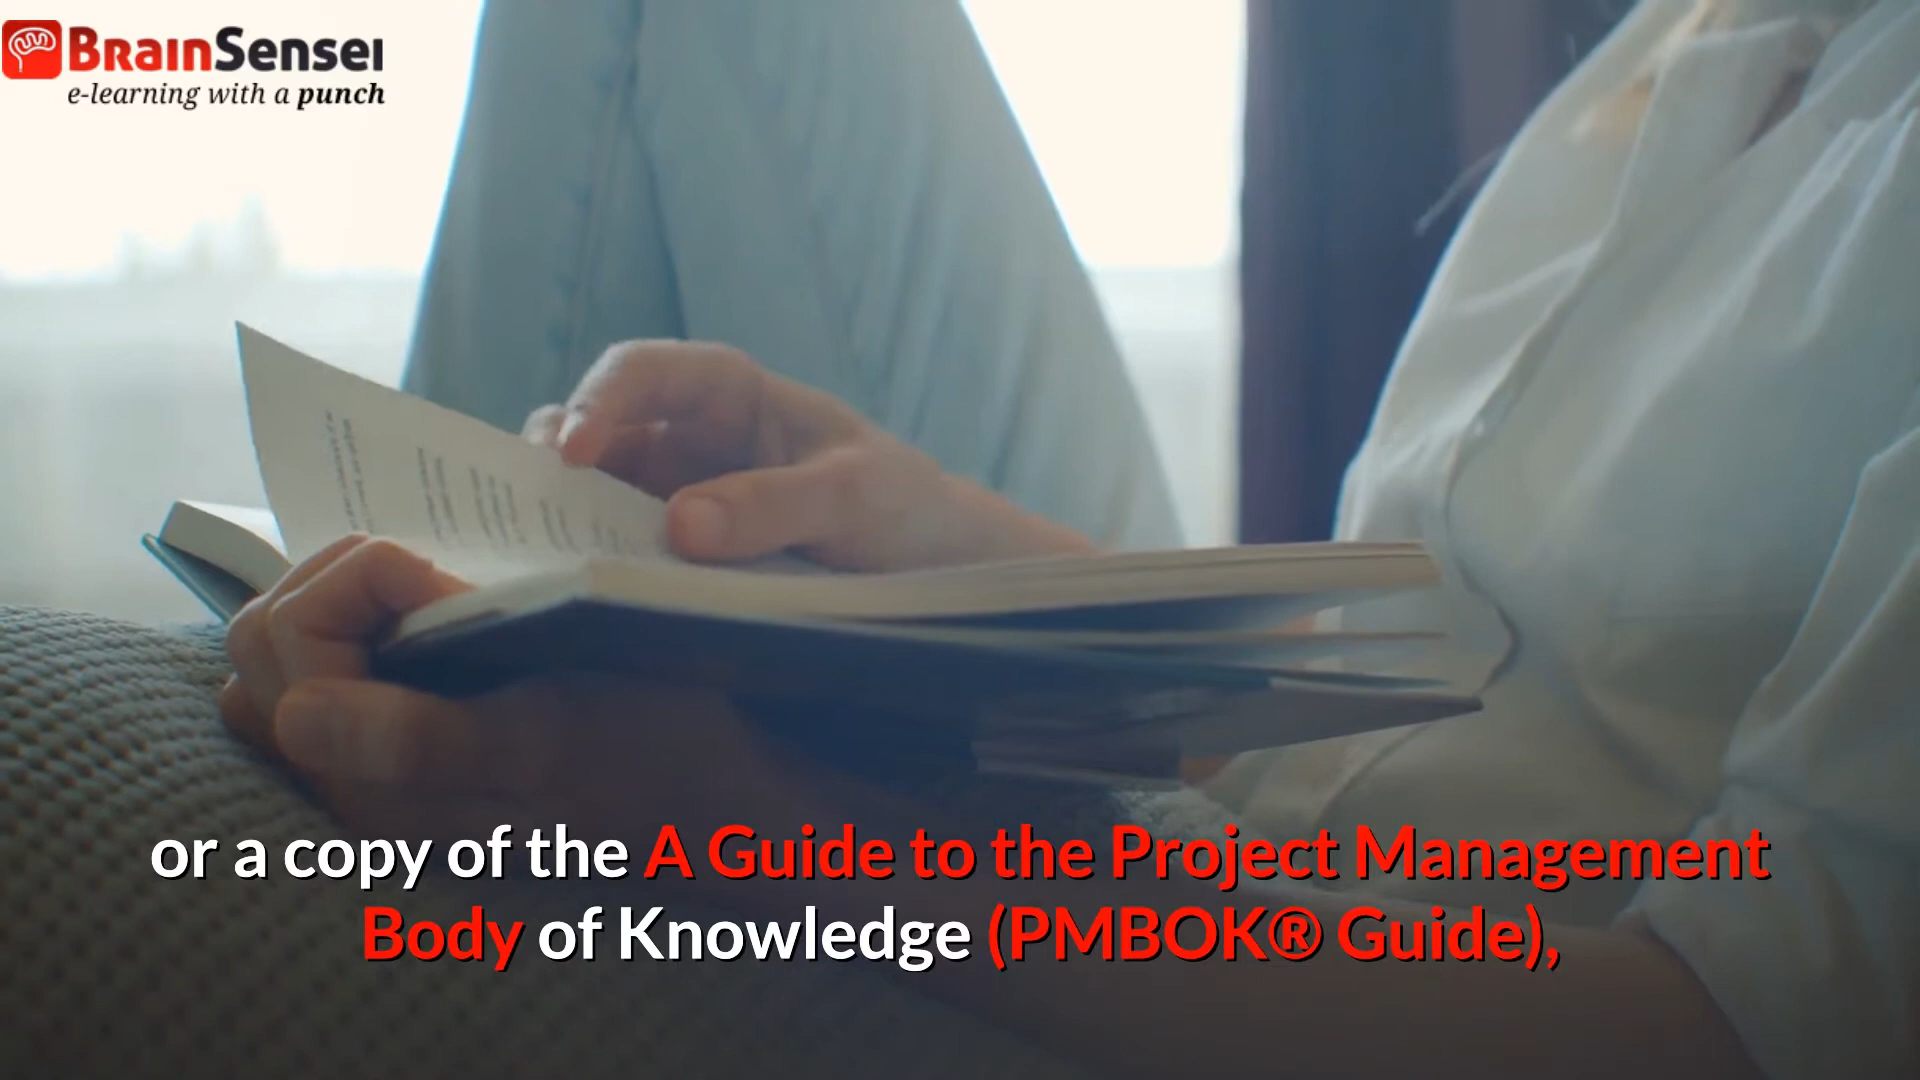 BrainSensei
e-learning with a punch
or a copy of the A Guide to the Project Management
Body of Knowledge (PMBOK® Guide),